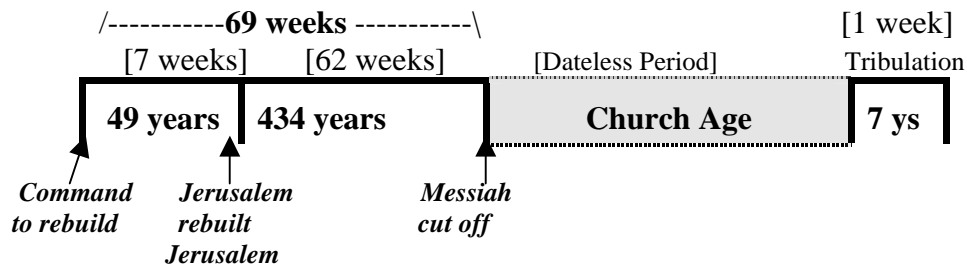 /----------69 weeks -----------\ [1 week]
[7 weeks] [62 weeks] [Dateless Period] Tribulation
49 years 434 years Church Age 7 ys
Command Jerusalem Messiah
to rebuild rebuilt cut off
Jerusalem